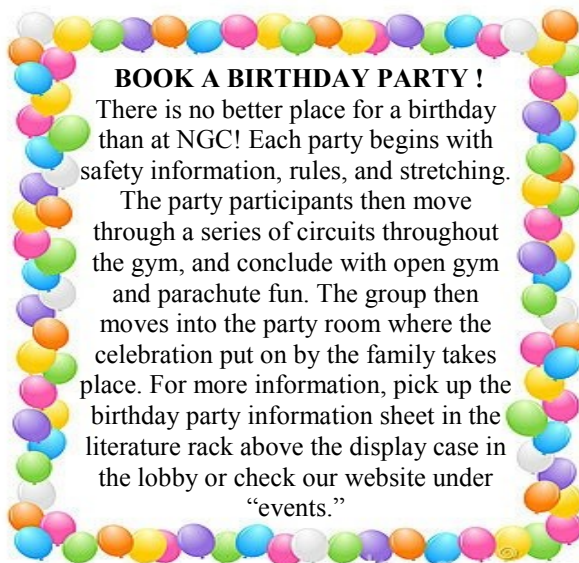 BOOK A BIRTHDAY PARTY !
There is no better place for a birthday
than at NGC! Each party begins with
safety information, rules, and stretching.
The party participants then move
through a series of circuits throughout
the gym, and conclude with open gym
and parachute fun. The group then
moves into the party room where the
celebration put on by the family takes
place. For more information, pick up the
birthday party information sheet in the
literature rack above the display case in
the lobby or check our website under
“events.”